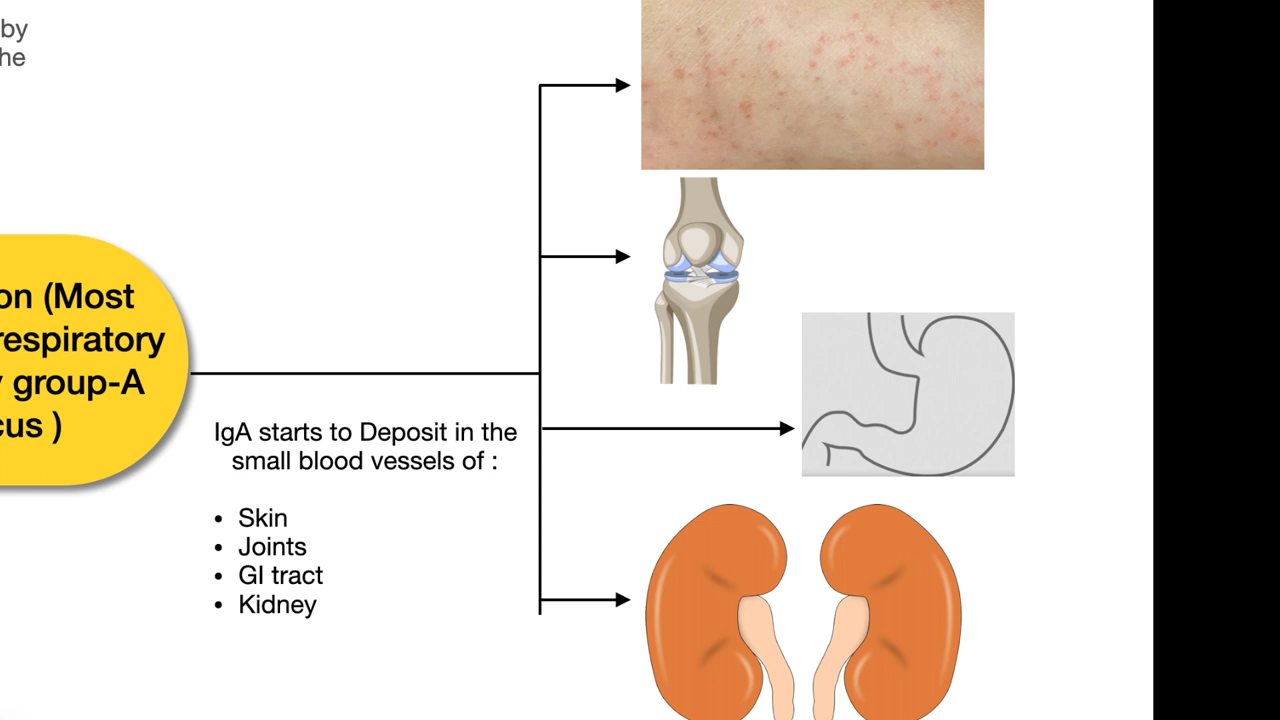 by
he
on (Most
respiratory
group-A
cus )
IgA starts to Deposit in the
small blood vessels of :
• Skin
• Joints
• GI tract
• Kidney